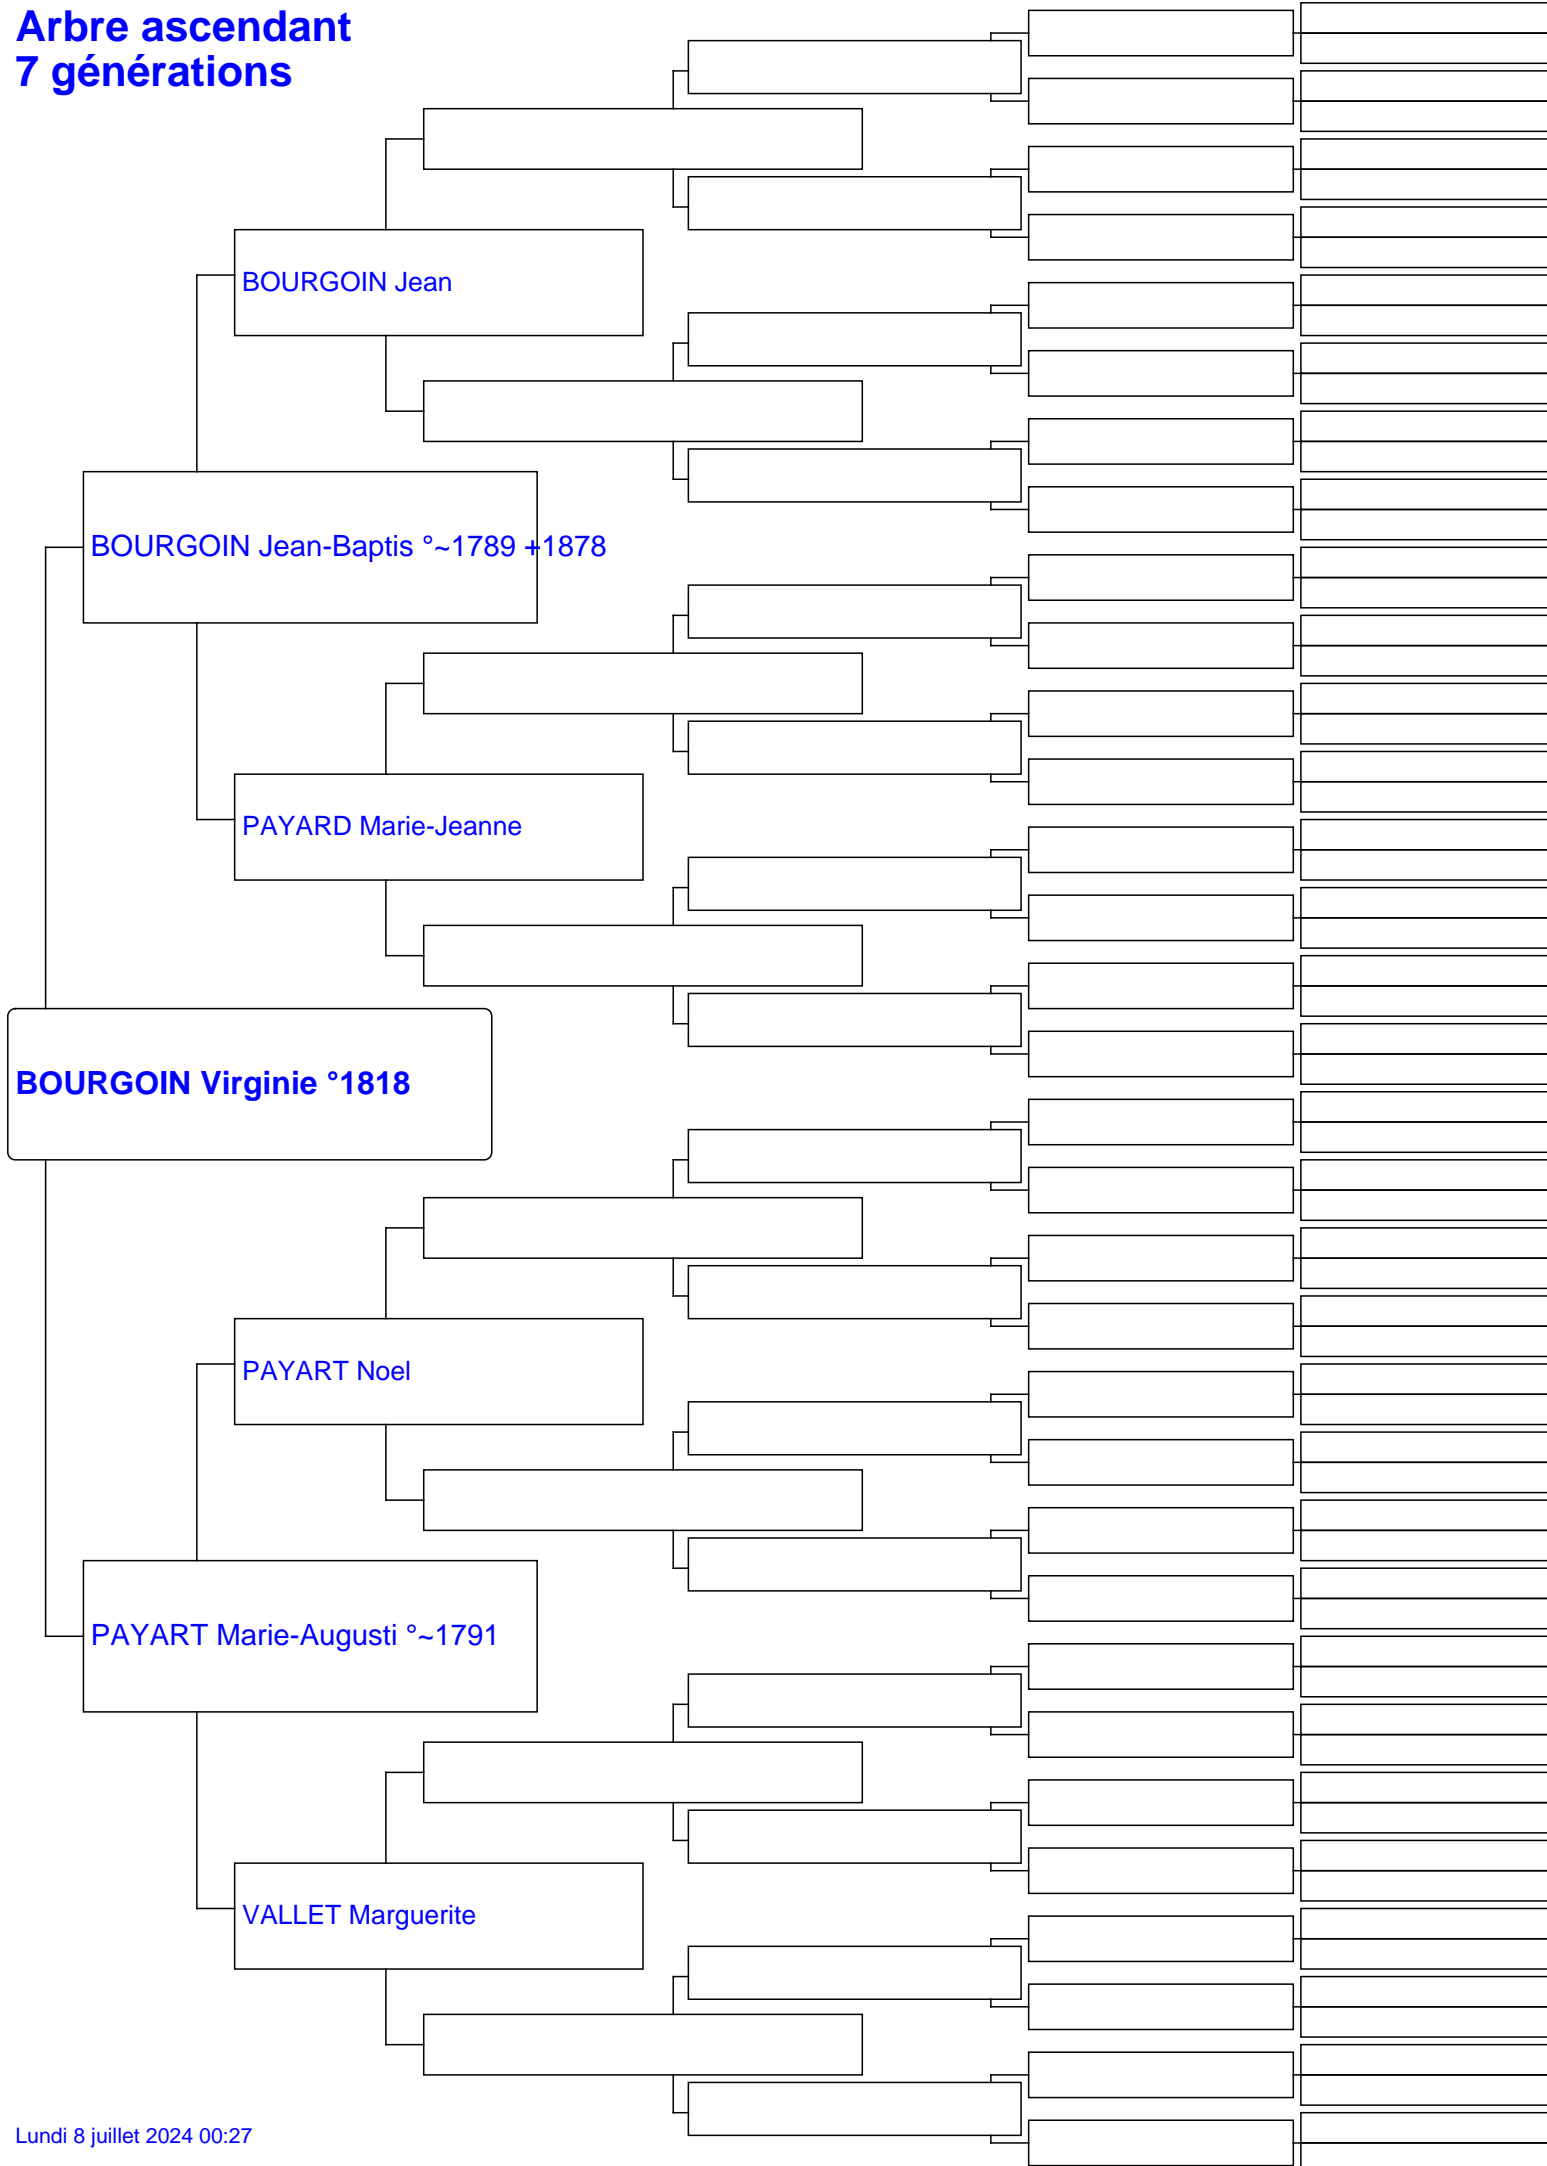 Arbre ascendant
7 générations
BOURGOIN Jean
BOURGOIN Jean-Baptis °~1789 +1878
PAYARD Marie-Jeanne
BOURGOIN Virginie °1818
PAYART Noel
PAYART Marie-Augusti °~1791
VALLET Marguerite
Lundi 8 juillet 2024 00:27